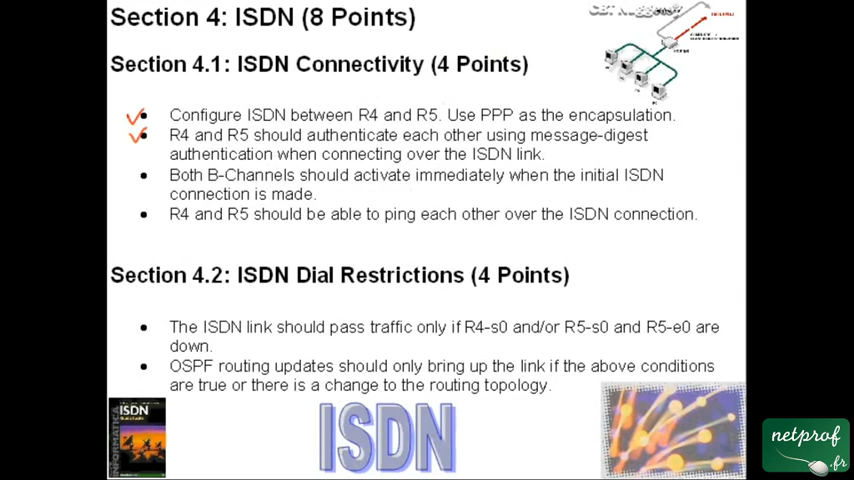 Section 4: ISDN (8 Points)
Section 4.1: ISDN Connectivity (4 Points)
Configure ISDN between R4 and R5. Use PPP as the encapsulation.
R4 and R5 should authenticate each other using message-digest
authentication when connecting over the ISDN link.
Both B-Channels should activate immediately when the initial ISDN
connection is made.
R4 and R5 should be able to ping each other over the ISDN connection.
Section 4.2: ISDN Dial Restrictions (4 Points)
The ISDN link should pass traffic only if R4-s0 and/or R5-s0 and R5-e0 are
down.
OSPF routing updates should only bring up the link if the above conditions
are true or there is a change to the routing topology.
ISDN
INFORMATICA
ISDN
netprof
.fr